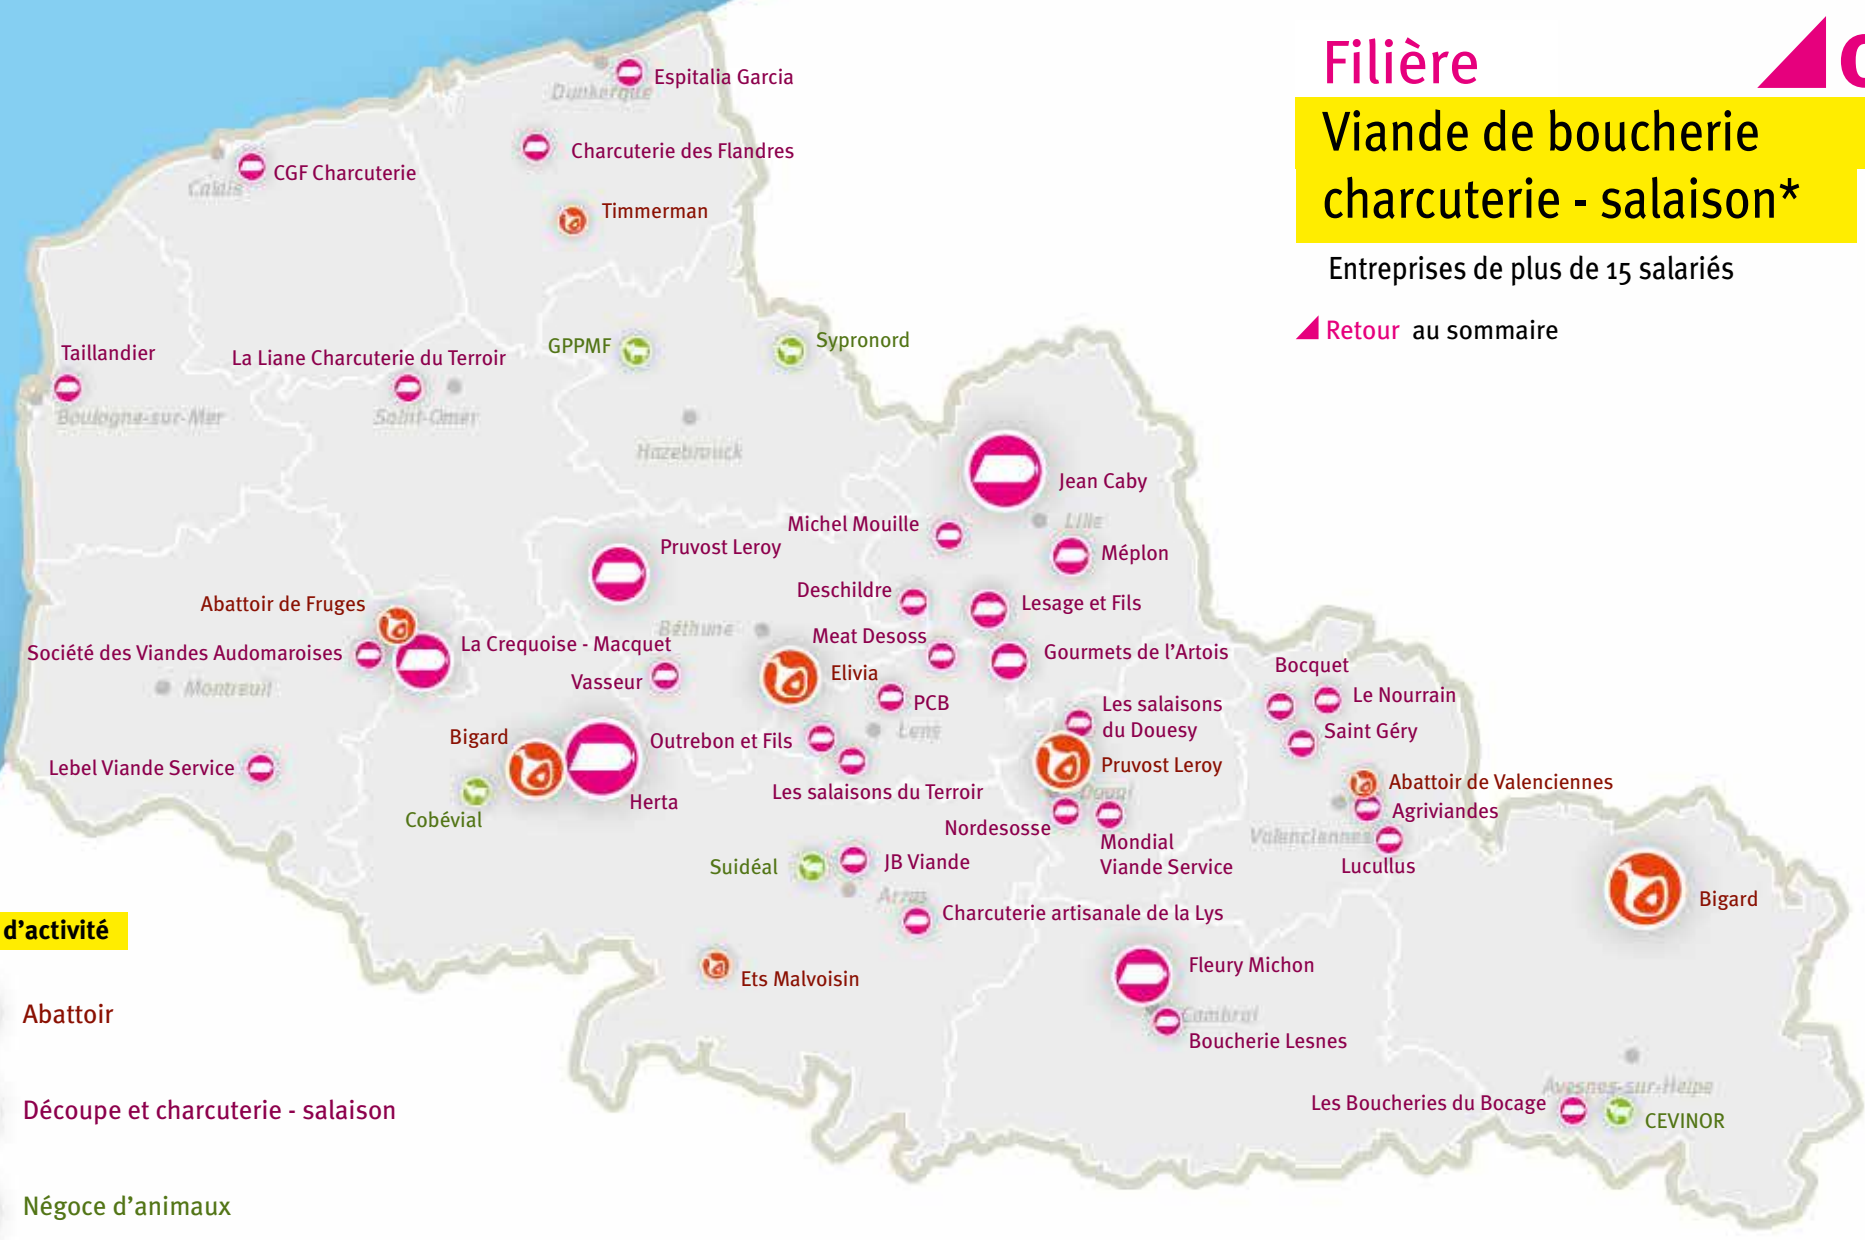 Filière
Viande de boucherie
charcuterie - salaison*
Entreprises de plus de 15 salariés
Retour au sommaire
Espitalia Garcia
Dunkerque
Charcuterie des Flandres
CGF Charcuterie
Calais
Timmerman
GPPMF
Sypronord
Taillandier
La Liane Charcuterie du Terroir
Boulogne-sur-Mer
Saint-Omer
Hazebrouck
Jean Caby
Michel Mouille
Lille
Pruvost Leroy
Méplon
Deschildre
Abattoir de Fruges
Lesage et Fils
Béthune
Meat Desoss
La Crequoise - Macquet
Société des Viandes Audomaroises
Gourmets de l'Artois
Bocquet
Elivia
Vasseur
Montreuil
Le Nourrain
PCB
Les salaisons
du Douesy
Lens
Saint Géry
Bigard
Outrebon et Fils
Pruvost Leroy
Lebel Viande Service
Abattoir de Valenciennes
Les salaisons du Terroir
Douai
Herta
Agriviandes
Cobévial
Nordesosse
Valenciennes
Mondial
Viande Service
Suidéal
JB Viande
Lucullus
Arras
Bigard
Charcuterie artisanale de la Lys
d'activité
Fleury Michon
Ets Malvoisin
Abattoir
Cambrai
Boucherie Lesnes
Avesnes-sur-Helpe
Les Boucheries du Bocage
CEVINOR
Découpe et charcuterie - salaison
Négoce d'animaux